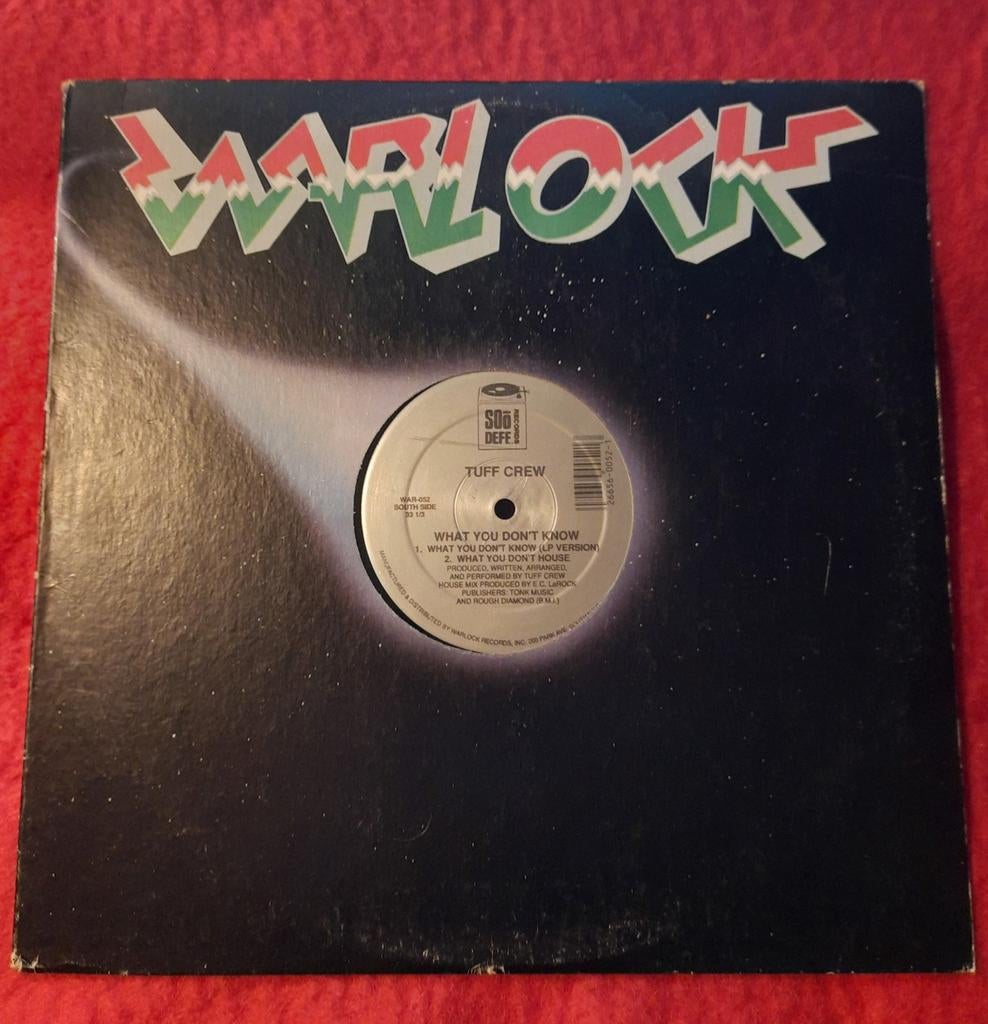 WARLOCK
SOō
DEFF
RECORDS
TUFF CREW
26656-0052-1
WAR-052
SOUTH SIDE
33 1/3
WHAT YOU DON'T KNOW
1. WHAT YOU DON'T KNOW (LP VERSION)
2. WHAT YOU DON'T HOUSE
PRODUCED, WRITTEN, ARRANGED,
AND PERFORMED BY TUFF CREW
HOUSE MIX PRODUCED BY E.C. LaROCK
PUBLISHERS: TONK MUSIC
AND ROUGH DIAMOND (B.M.I.)
MANUFACTURED & DISTRIBUTED BY WARLOCK RECORDS, INC. PARK AVE.